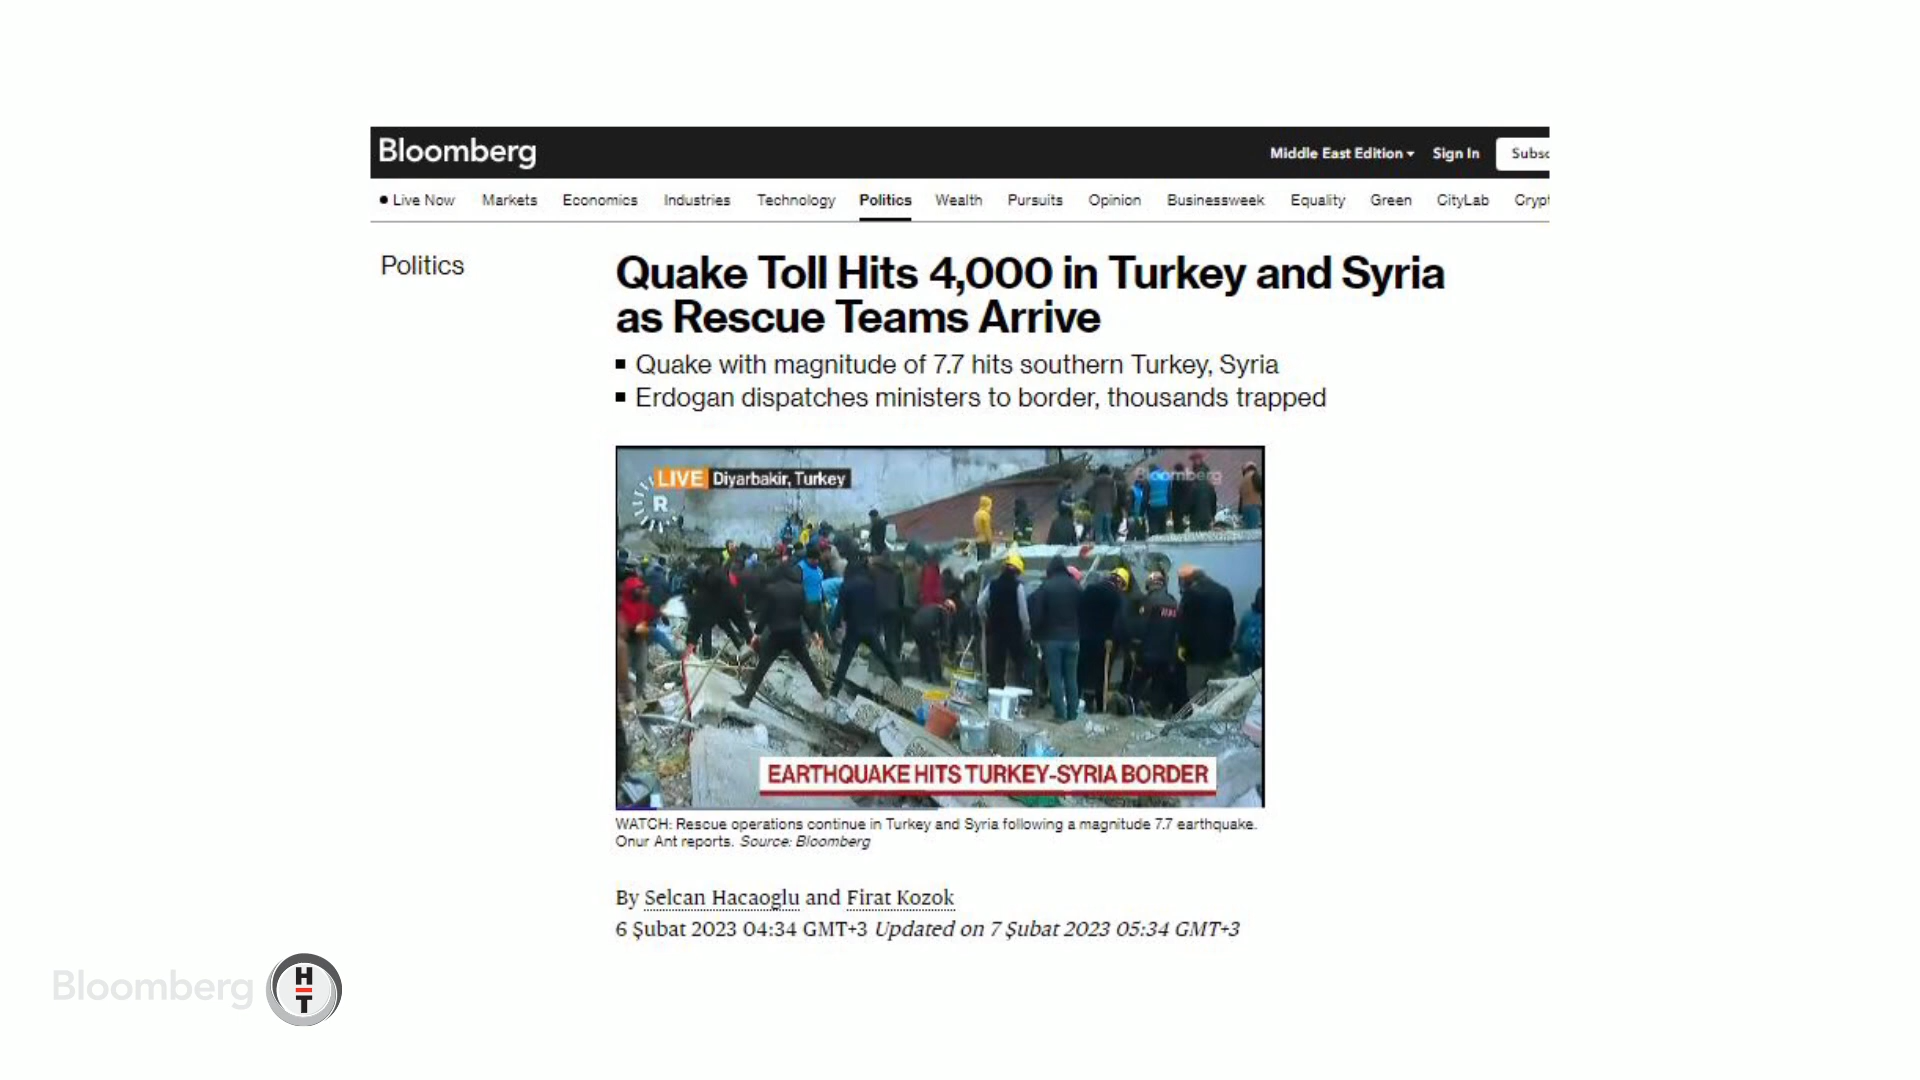 Bloomberg
Middle East Edition Sign In
Live Now Markets Economics Industries Technology Politics Wealth Pursuits Opinion Businessweek Equality Green CityLab
Politics
Quake Toll Hits 4,000 in Turkey and Syria
as Rescue Teams Arrive
Quake with magnitude of 7.7 hits southern Turkey, Syria
Erdogan dispatches ministers to border, thousands trapped
LIVE Diyarbakir, Turkey
Bloomberg
R
EARTHQUAKE HITS TURKEY-SYRIA BORDER
WATCH: Rescue operations continue in Turkey and Syria following a magnitude 7.7 earthquake.
Onur Ant reports. Source: Bloomberg
By Selcan Hacaoglu and Firat Kozok
6 Şubat 2023 04:34 GMT+3 Updated on 7 Şubat 2023 05:34 GMT+3
Bloomberg HT